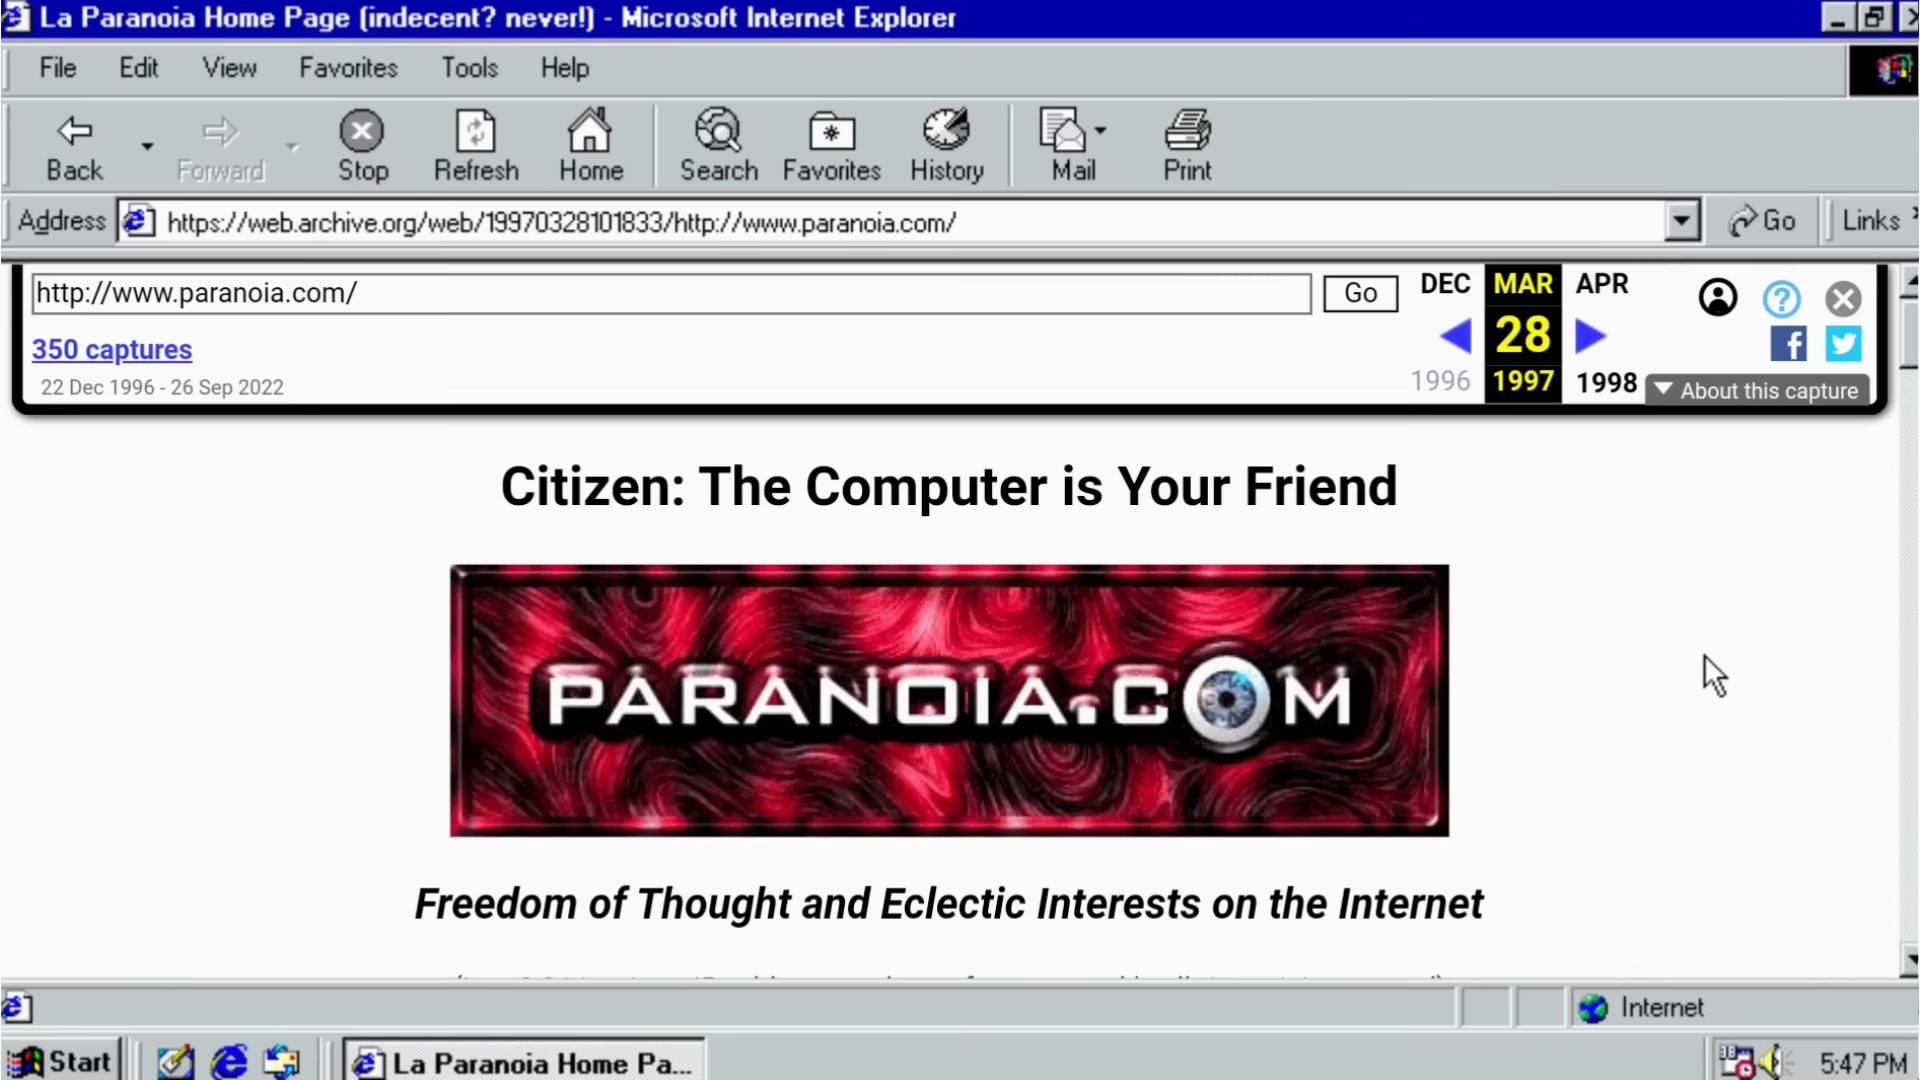 La Paranoia Home Page (indecent? never!) - Microsoft Internet Explorer
File Edit View Favorites Tools Help
Back Forward Stop Refresh Home Search Favorites History Mail Print
Address https://web.archive.org/web/19970328101833/http://www.paranoia.com/ Go Links
http://www.paranoia.com/ Go DEC MAR APR
350 captures 28
22 Dec 1996 - 26 Sep 2022 1996 1997 1998 About this capture
Citizen: The Computer is Your Friend
PARANOIA.COM
Freedom of Thought and Eclectic Interests on the Internet
Internet
Start La Paranoia Home Pa... 5:47 PM